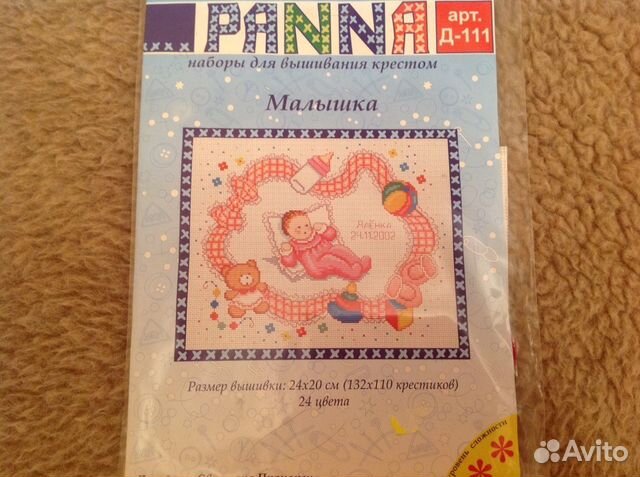 PANNA
арт.
Д-111
наборы для вышивания крестом
Малышка
Алёнка
24.11.2002
Размер вышивки: 24х20 см (132х110 крестиков)
24 цвета
уровень сложности
Avito